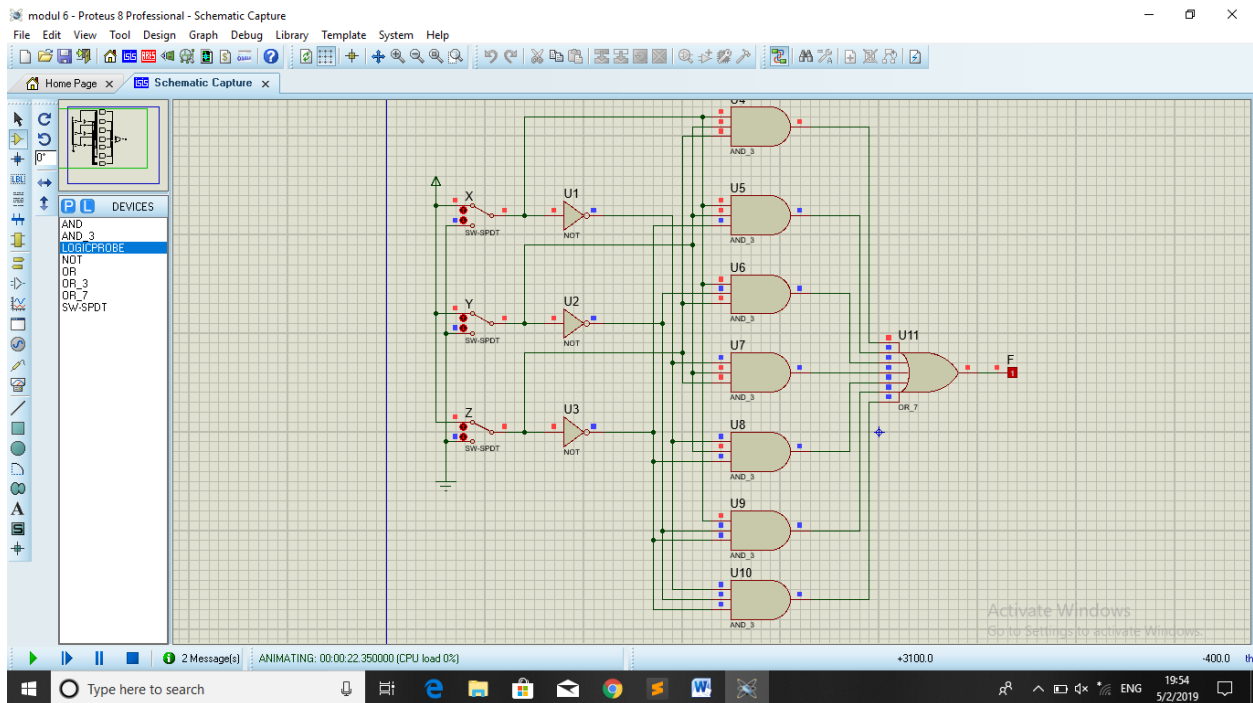 modul 6 - Proteus 8 Professional - Schematic Capture
File Edit View Tool Design Graph Debug Library Template System Help
Home Page Schematic Capture
0°
LBL
P L DEVICES
AND
AND_3
LOGICPROBE
NOT
OR
OR_3
OR_7
SW-SPDT
U4
AND_3
X
SW-SPDT
U1
NOT
U5
AND_3
Y
SW-SPDT
U2
NOT
U6
AND_3
U7
AND_3
U11
OR_7
F
1
Z
SW-SPDT
U3
NOT
U8
AND_3
U9
AND_3
U10
AND_3
Activate Windows
Go to Settings to activate Windows.
2 Message(s) ANIMATING: 00:00:22.350000 (CPU load 0%) +3100.0 -400.0 th
Type here to search
ENG
19:54
5/2/2019